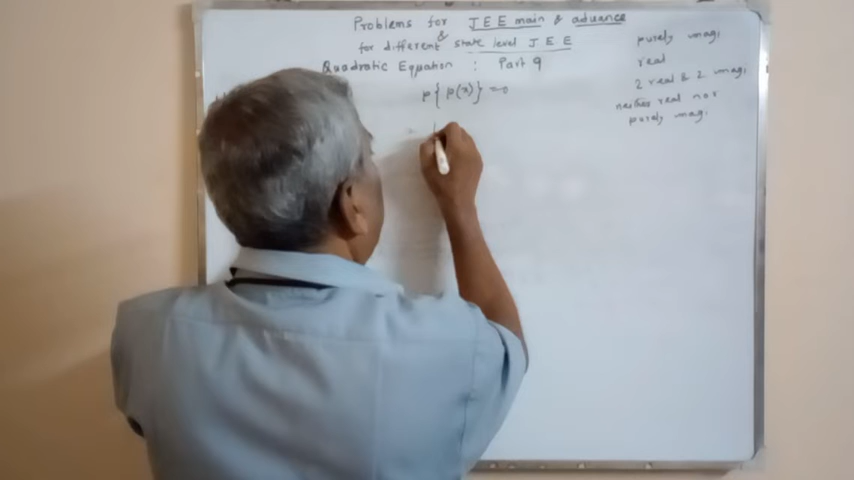 Problems for JEE main & advance
&
for different state level JEE
Quadratic Equation : Part 9
p{p(x)} = 0
purely imagi
real
2 real & 2 imagi
neither real nor
purely imagi